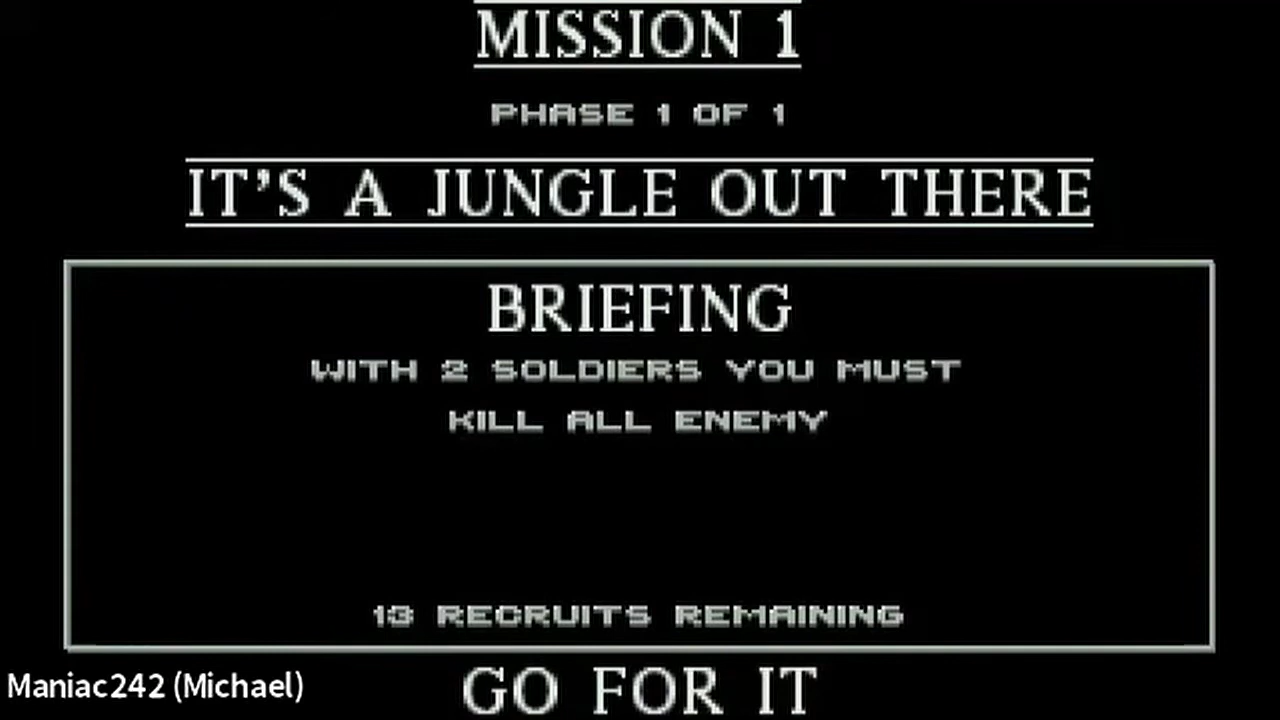 MISSION 1
PHASE 1 OF 1
IT'S A JUNGLE OUT THERE
BRIEFING
WITH 2 SOLDIERS YOU MUST
KILL ALL ENEMY
13 RECRUITS REMAINING
GO FOR IT
Maniac242 (Michael)